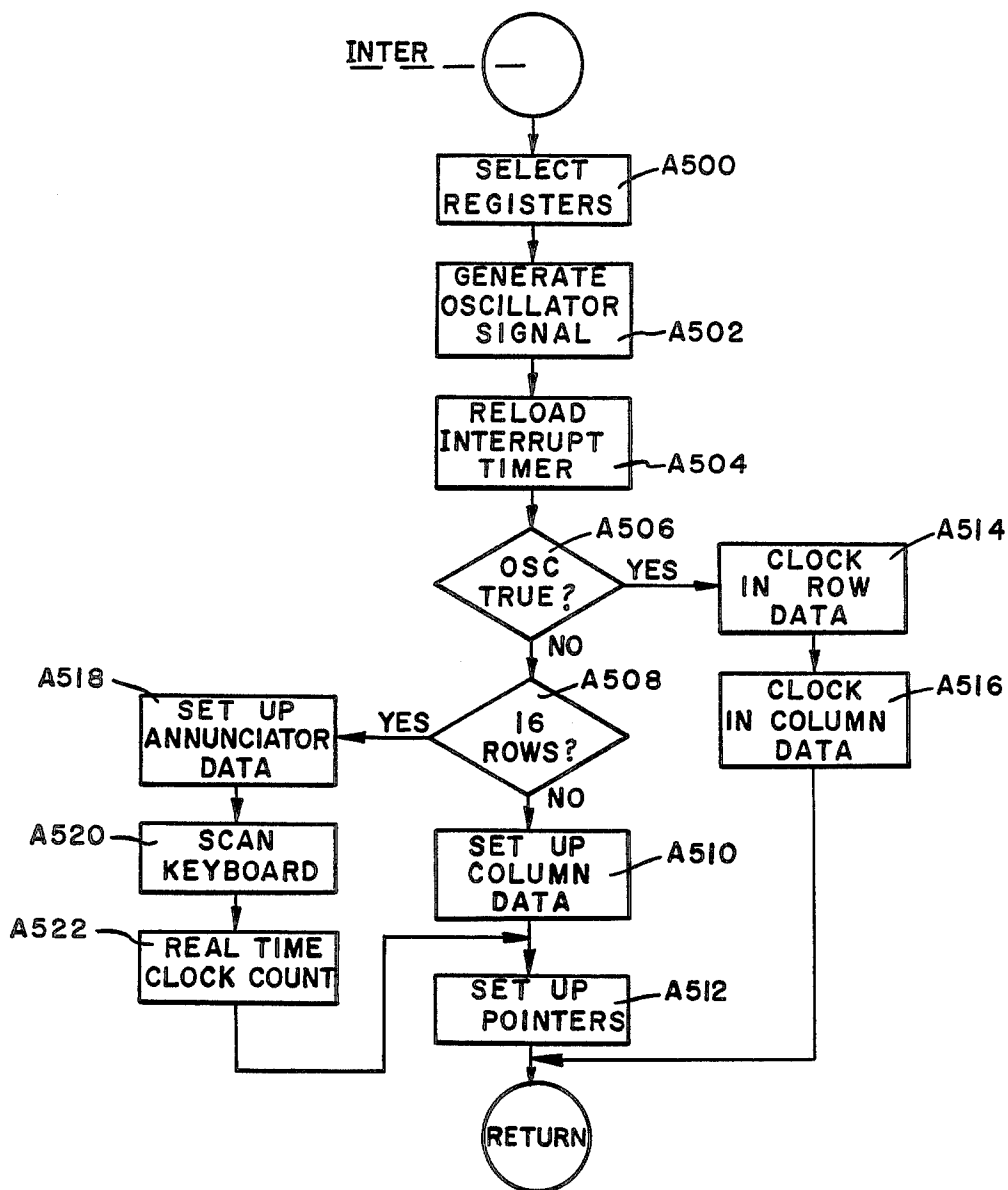 INTER
SELECT
REGISTERS
A500
GENERATE
OSCILLATOR
SIGNAL
A502
RELOAD
INTERRUPT
TIMER
A504
A506
OSC
TRUE?
YES
NO
A514
CLOCK
IN ROW
DATA
A516
CLOCK
IN COLUMN
DATA
A508
16
ROWS?
YES
NO
A518
SET UP
ANNUNCIATOR
DATA
A520
SCAN
KEYBOARD
A522
REAL TIME
CLOCK COUNT
SET UP
COLUMN
DATA
A510
SET UP
POINTERS
A512
RETURN